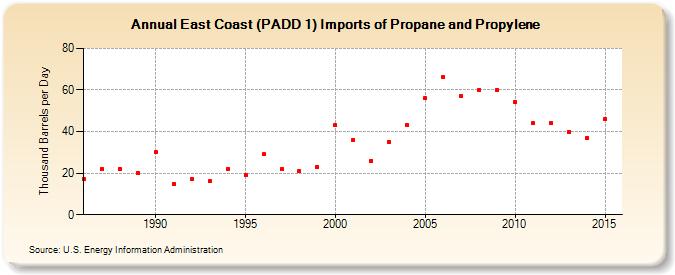 Annual East Coast (PADD 1) Imports of Propane and Propylene
Thousand Barrels per Day
80
60
40
20
0
1990 1995 2000 2005 2010 2015
Source: U.S. Energy Information Administration